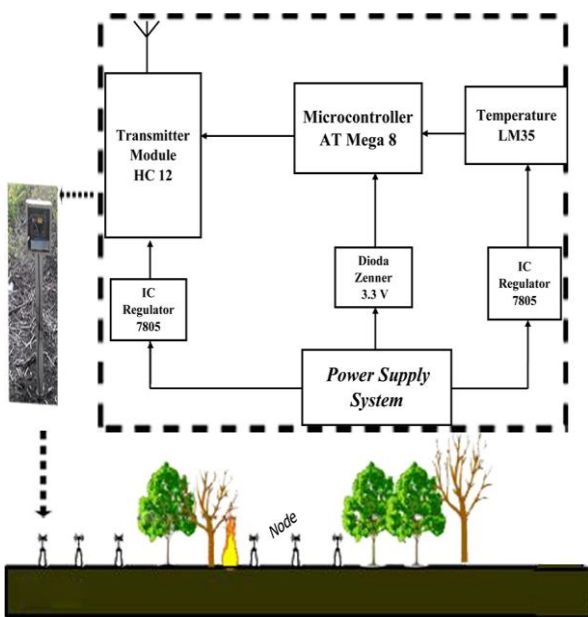 Transmitter
Module
HC 12
Microcontroller
AT Mega 8
Temperature
LM35
IC
Regulator
7805
Dioda
Zenner
3.3 V
IC
Regulator
7805
Power Supply
System
Node